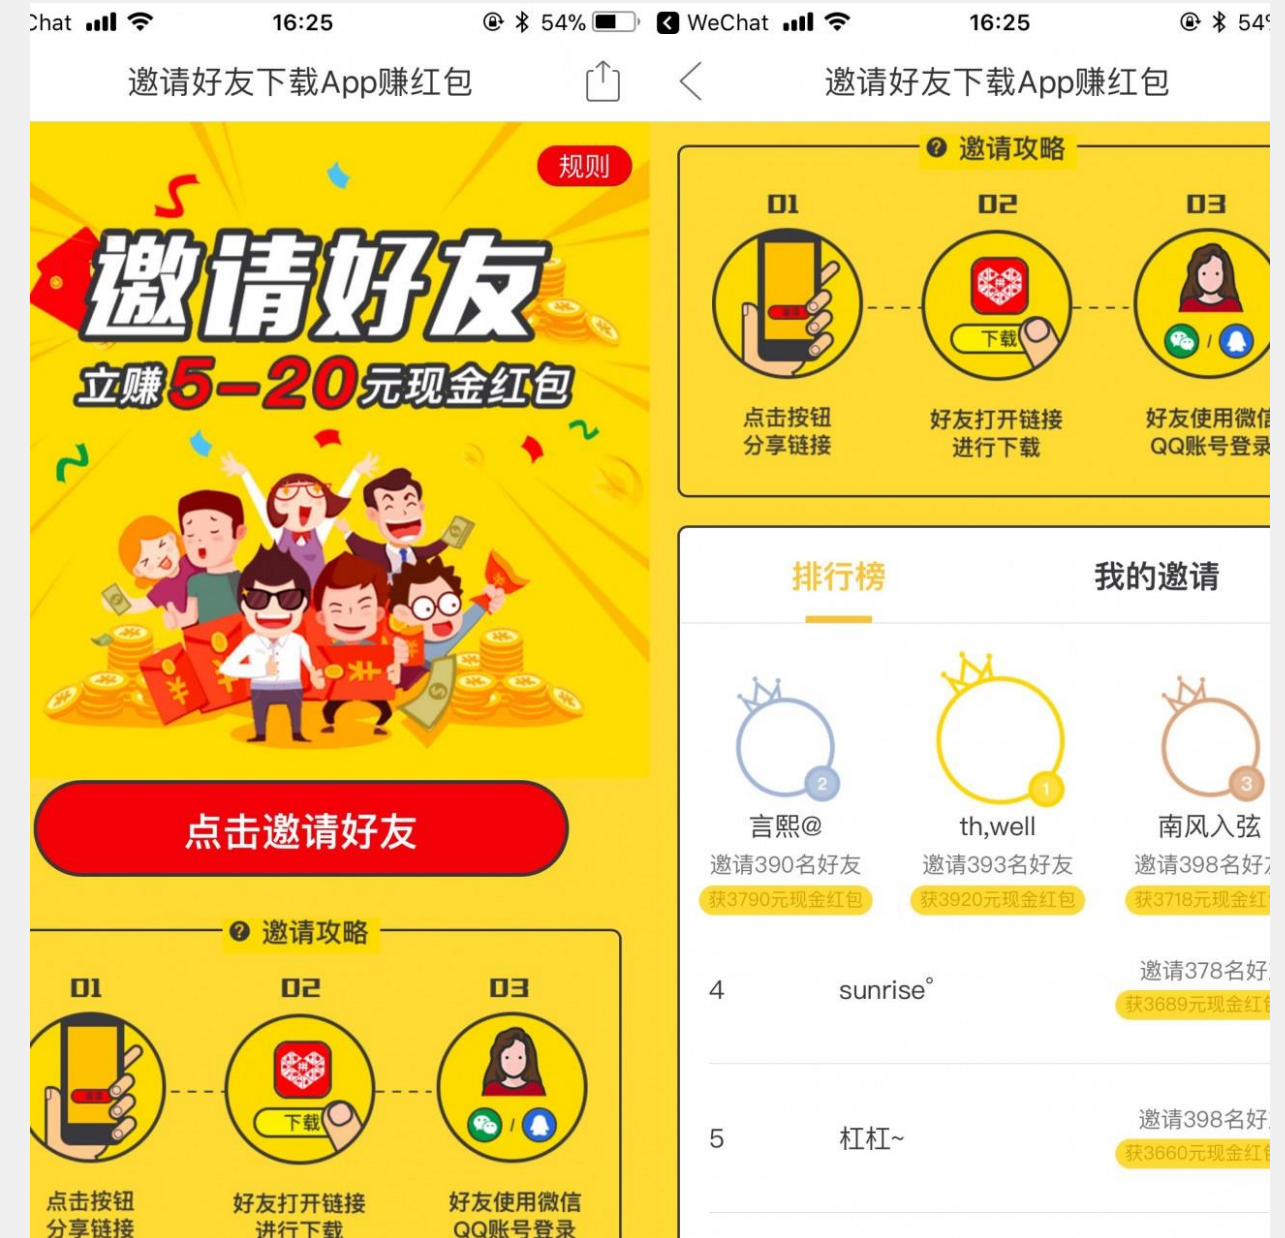 Chat
16:25
54%
邀请好友下载App赚红包
规则
邀请好友
立赚5-20元现金红包
点击邀请好友
? 邀请攻略
01
02
03
下载
点击按钮
分享链接
好友打开链接
进行下载
好友使用微信
QQ账号登录
WeChat
16:25
54%
邀请好友下载App赚红包
? 邀请攻略
01
02
03
下载
点击按钮
分享链接
好友打开链接
进行下载
好友使用微信
QQ账号登录
排行榜
我的邀请
2
1
3
言熙@
th,well
南风入弦
邀请390名好友
邀请393名好友
邀请398名好友
获3790元现金红包
获3920元现金红包
获3718元现金红
4
sunrise°
邀请378名好
获3689元现金红包
5
杠杠~
邀请398名好
获3660元现金红包